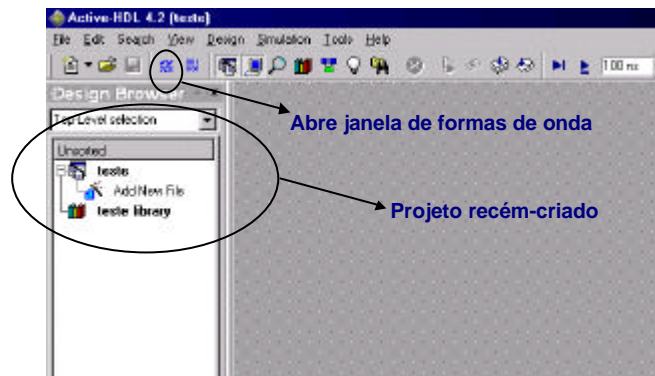 Active-HDL 4.2 (teste)
File Edit Search View Design Simulation Tools Help
100 ns
Design Browser
Top Level selection
Abre janela de formas de onda
Unsorted
teste
Add New File
teste library
Projeto recém-criado